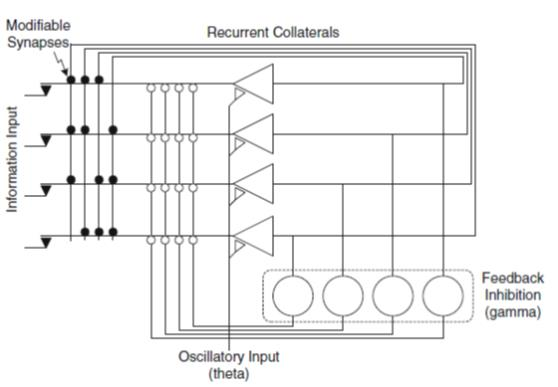 Modifiable
Synapses
Recurrent Collaterals
Information Input
Feedback
Inhibition
(gamma)
Oscillatory Input
(theta)